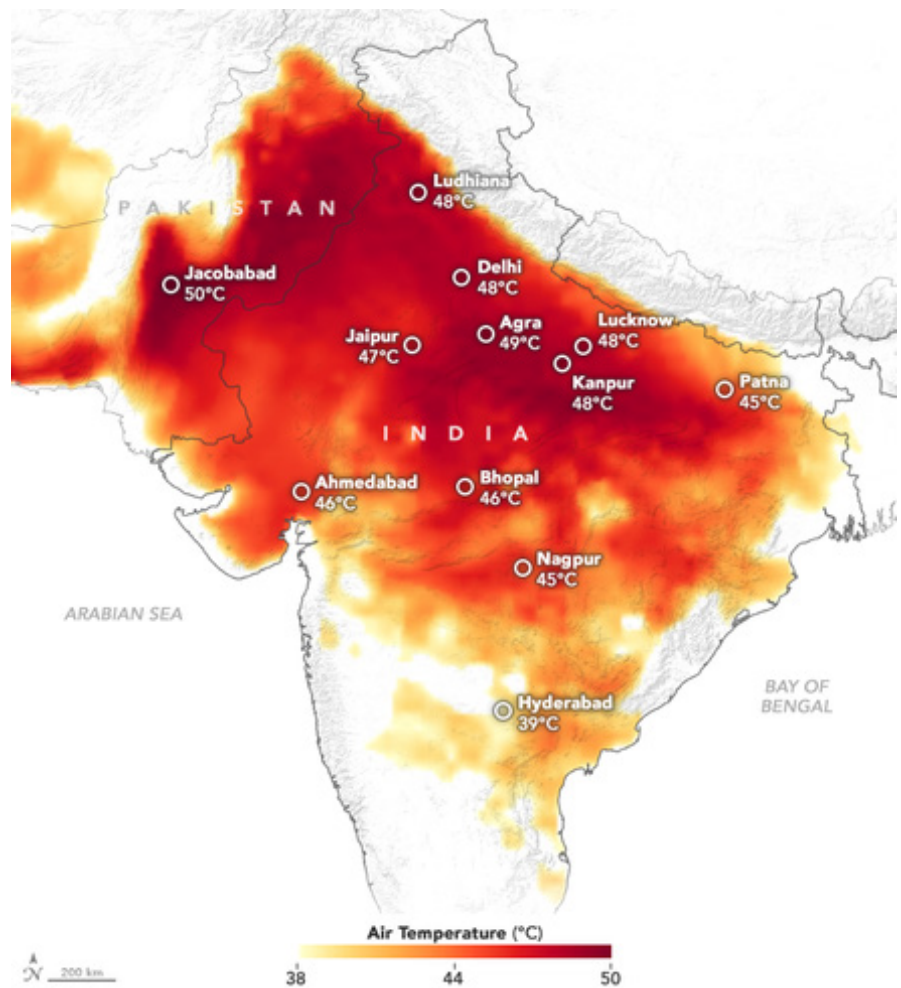 Ludhiana
48°C
PAKISTAN
Jacobabad
50°C
Delhi
48°C
Agra
49°C
Lucknow
48°C
Jaipur
47°C
Kanpur
48°C
Patna
45°C
INDIA
Ahmedabad
46°C
Bhopal
46°C
Nagpur
45°C
ARABIAN SEA
BAY OF
BENGAL
Hyderabad
39°C
Air Temperature (°C)
N
200 km
38
44
50